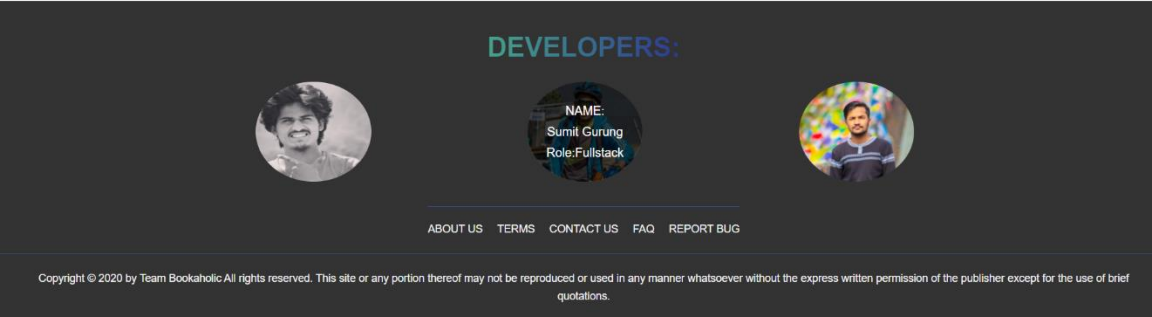 DEVELOPERS:
NAME:
Sumit Gurung
Role:Fullstack
ABOUT US TERMS CONTACT US FAQ REPORT BUG
Copyright © 2020 by Team Bookaholic All rights reserved. This site or any portion thereof may not be reproduced or used in any manner whatsoever without the express written permission of the publisher except for the use of brief
quotations.